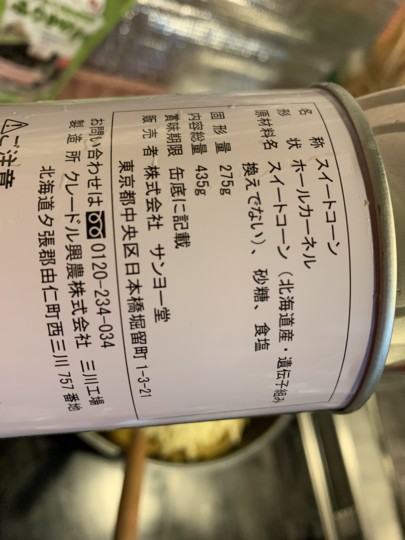 名　称 スイートコーン
形　状 ホールカーネル
原材料名 スイートコーン（北海道産・遺伝子組み
換えでない）、砂糖、食塩
固形量 275g
内容総量 435g
賞味期限 缶底に記載
販売者 株式会社 サンヨー堂
東京都中央区日本橋堀留町1-3-21
お問い合わせは 0120-234-034
製造所 クレードル興農株式会社 三川工場
北海道夕張郡由仁町西三川757番地
ご注意